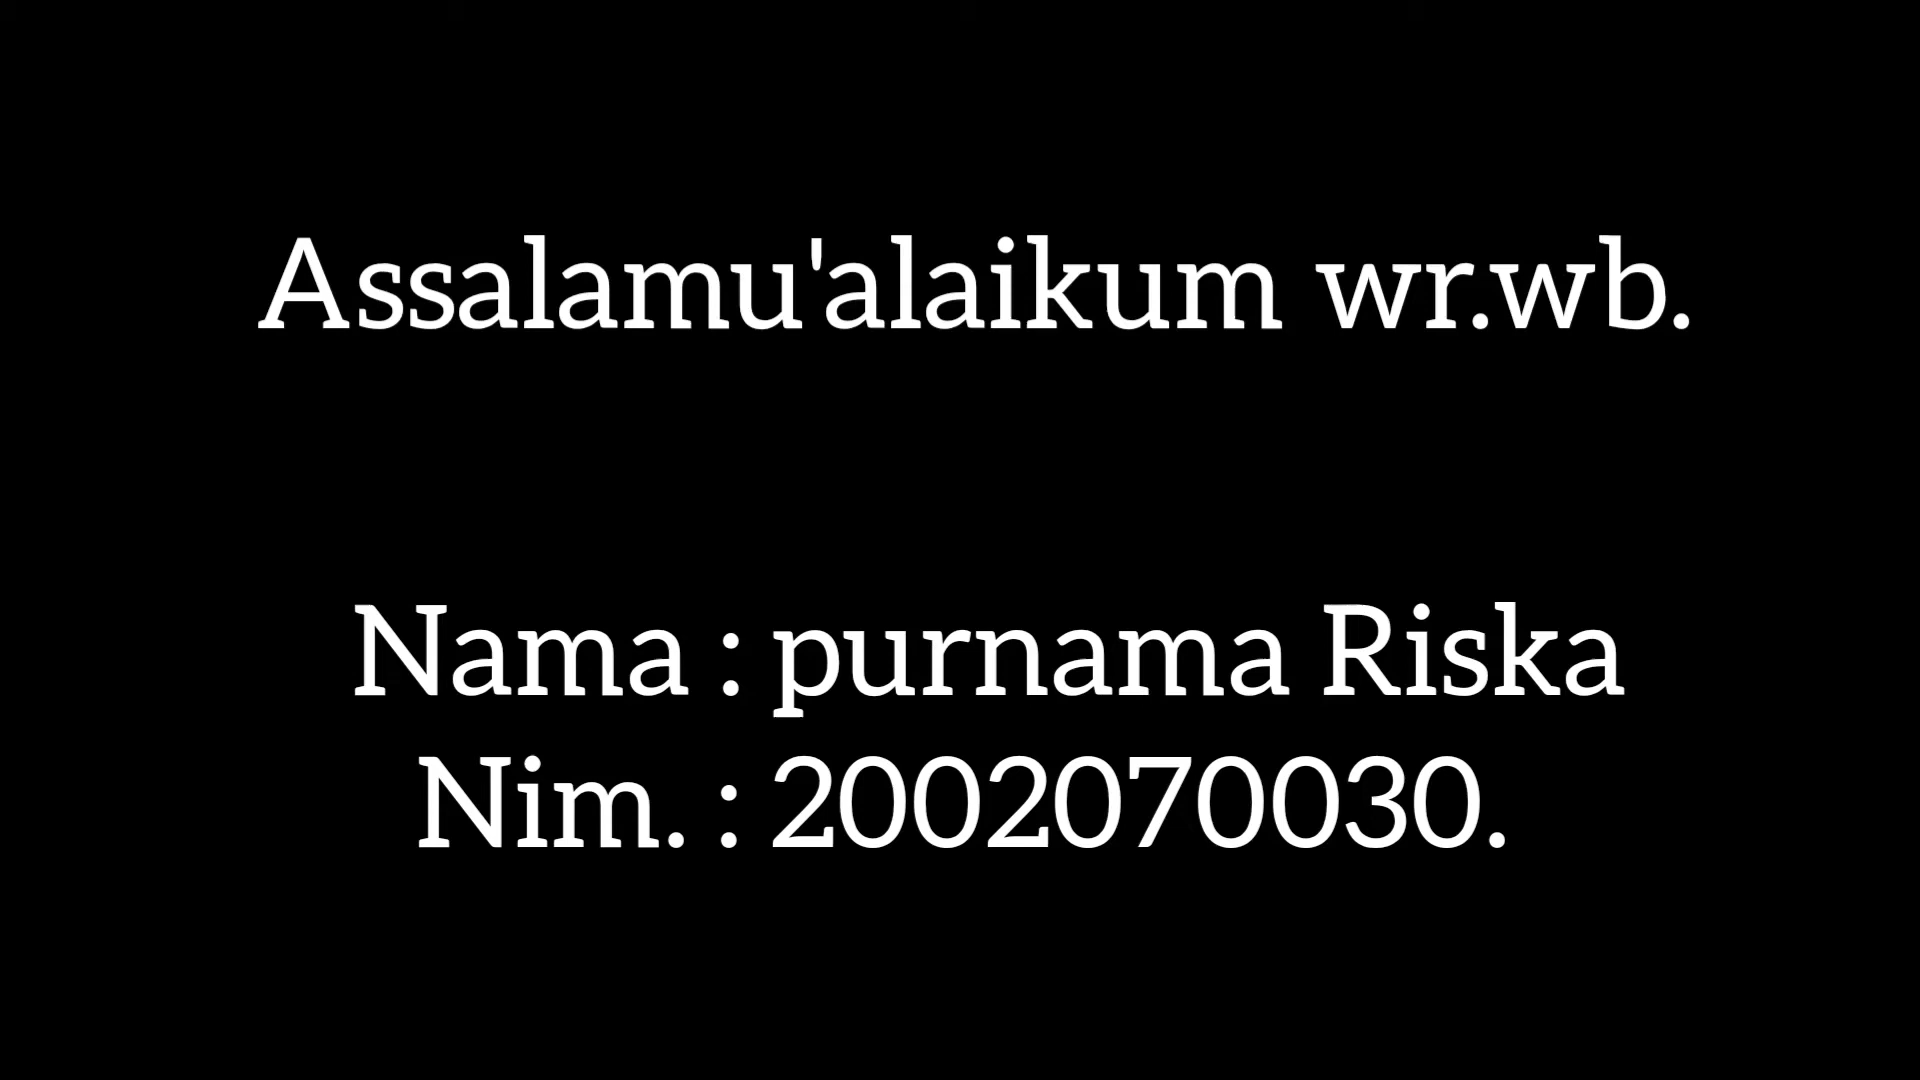 Assalamu'alaikum wr.wb.
Nama : purnama Riska
Nim. : 2002070030.